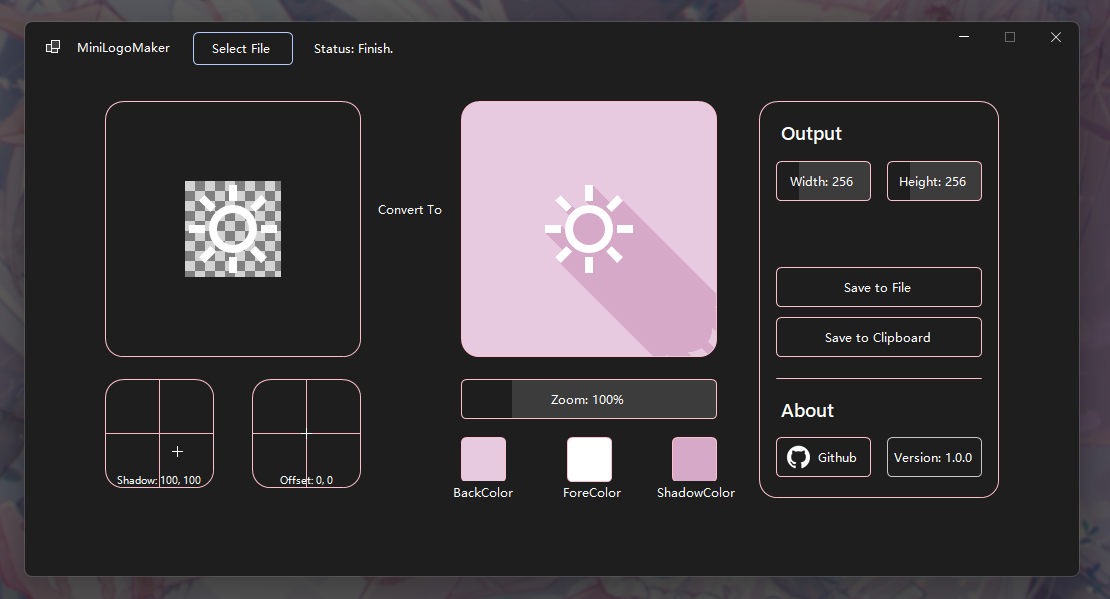 MiniLogoMaker
Select File
Status: Finish.
Convert To
Shadow: 100, 100
Offset: 0, 0
Zoom: 100%
BackColor
ForeColor
ShadowColor
Output
Width: 256
Height: 256
Save to File
Save to Clipboard
About
Github
Version: 1.0.0